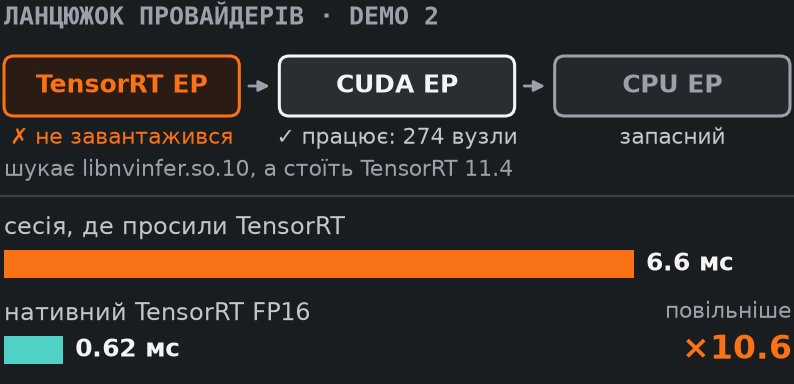 ЛАНЦЮЖОК ПРОВАЙДЕРІВ · DEMO 2
TensorRT EP
CUDA EP
CPU EP
✗ не завантажився
✓ працює: 274 вузли
запасний
шукає libnvinfer.so.10, а стоїть TensorRT 11.4
сесія, де просили TensorRT
6.6 мс
нативний TensorRT FP16
0.62 мс
повільніше
×10.6